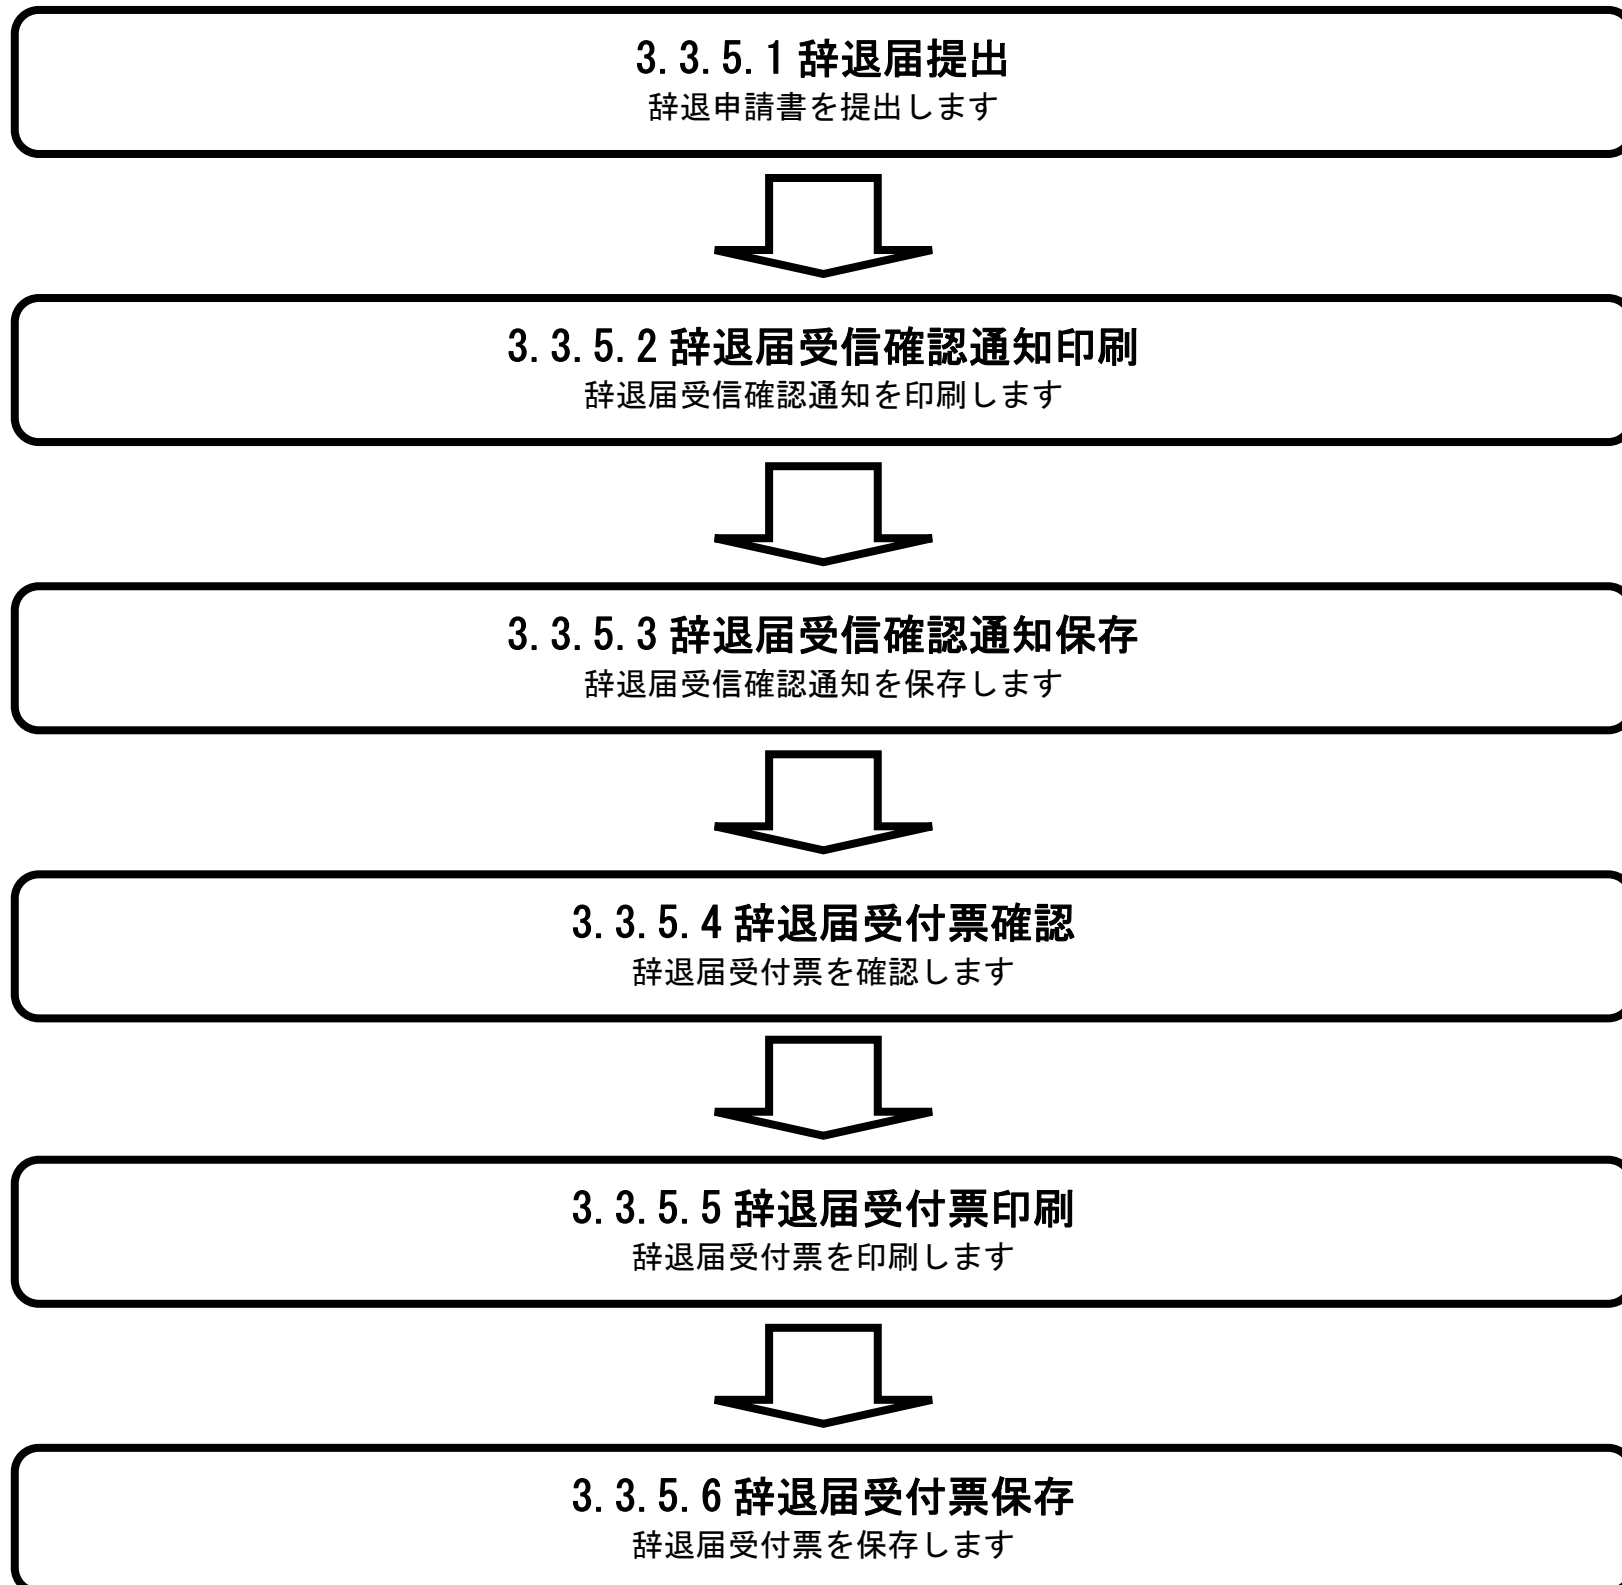 3.3.5.1 辞退届提出
辞退申請書を提出します
3.3.5.2 辞退届受信確認通知印刷
辞退届受信確認通知を印刷します
3.3.5.3 辞退届受信確認通知保存
辞退届受信確認通知を保存します
3.3.5.4 辞退届受付票確認
辞退届受付票を確認します
3.3.5.5 辞退届受付票印刷
辞退届受付票を印刷します
3.3.5.6 辞退届受付票保存
辞退届受付票を保存します